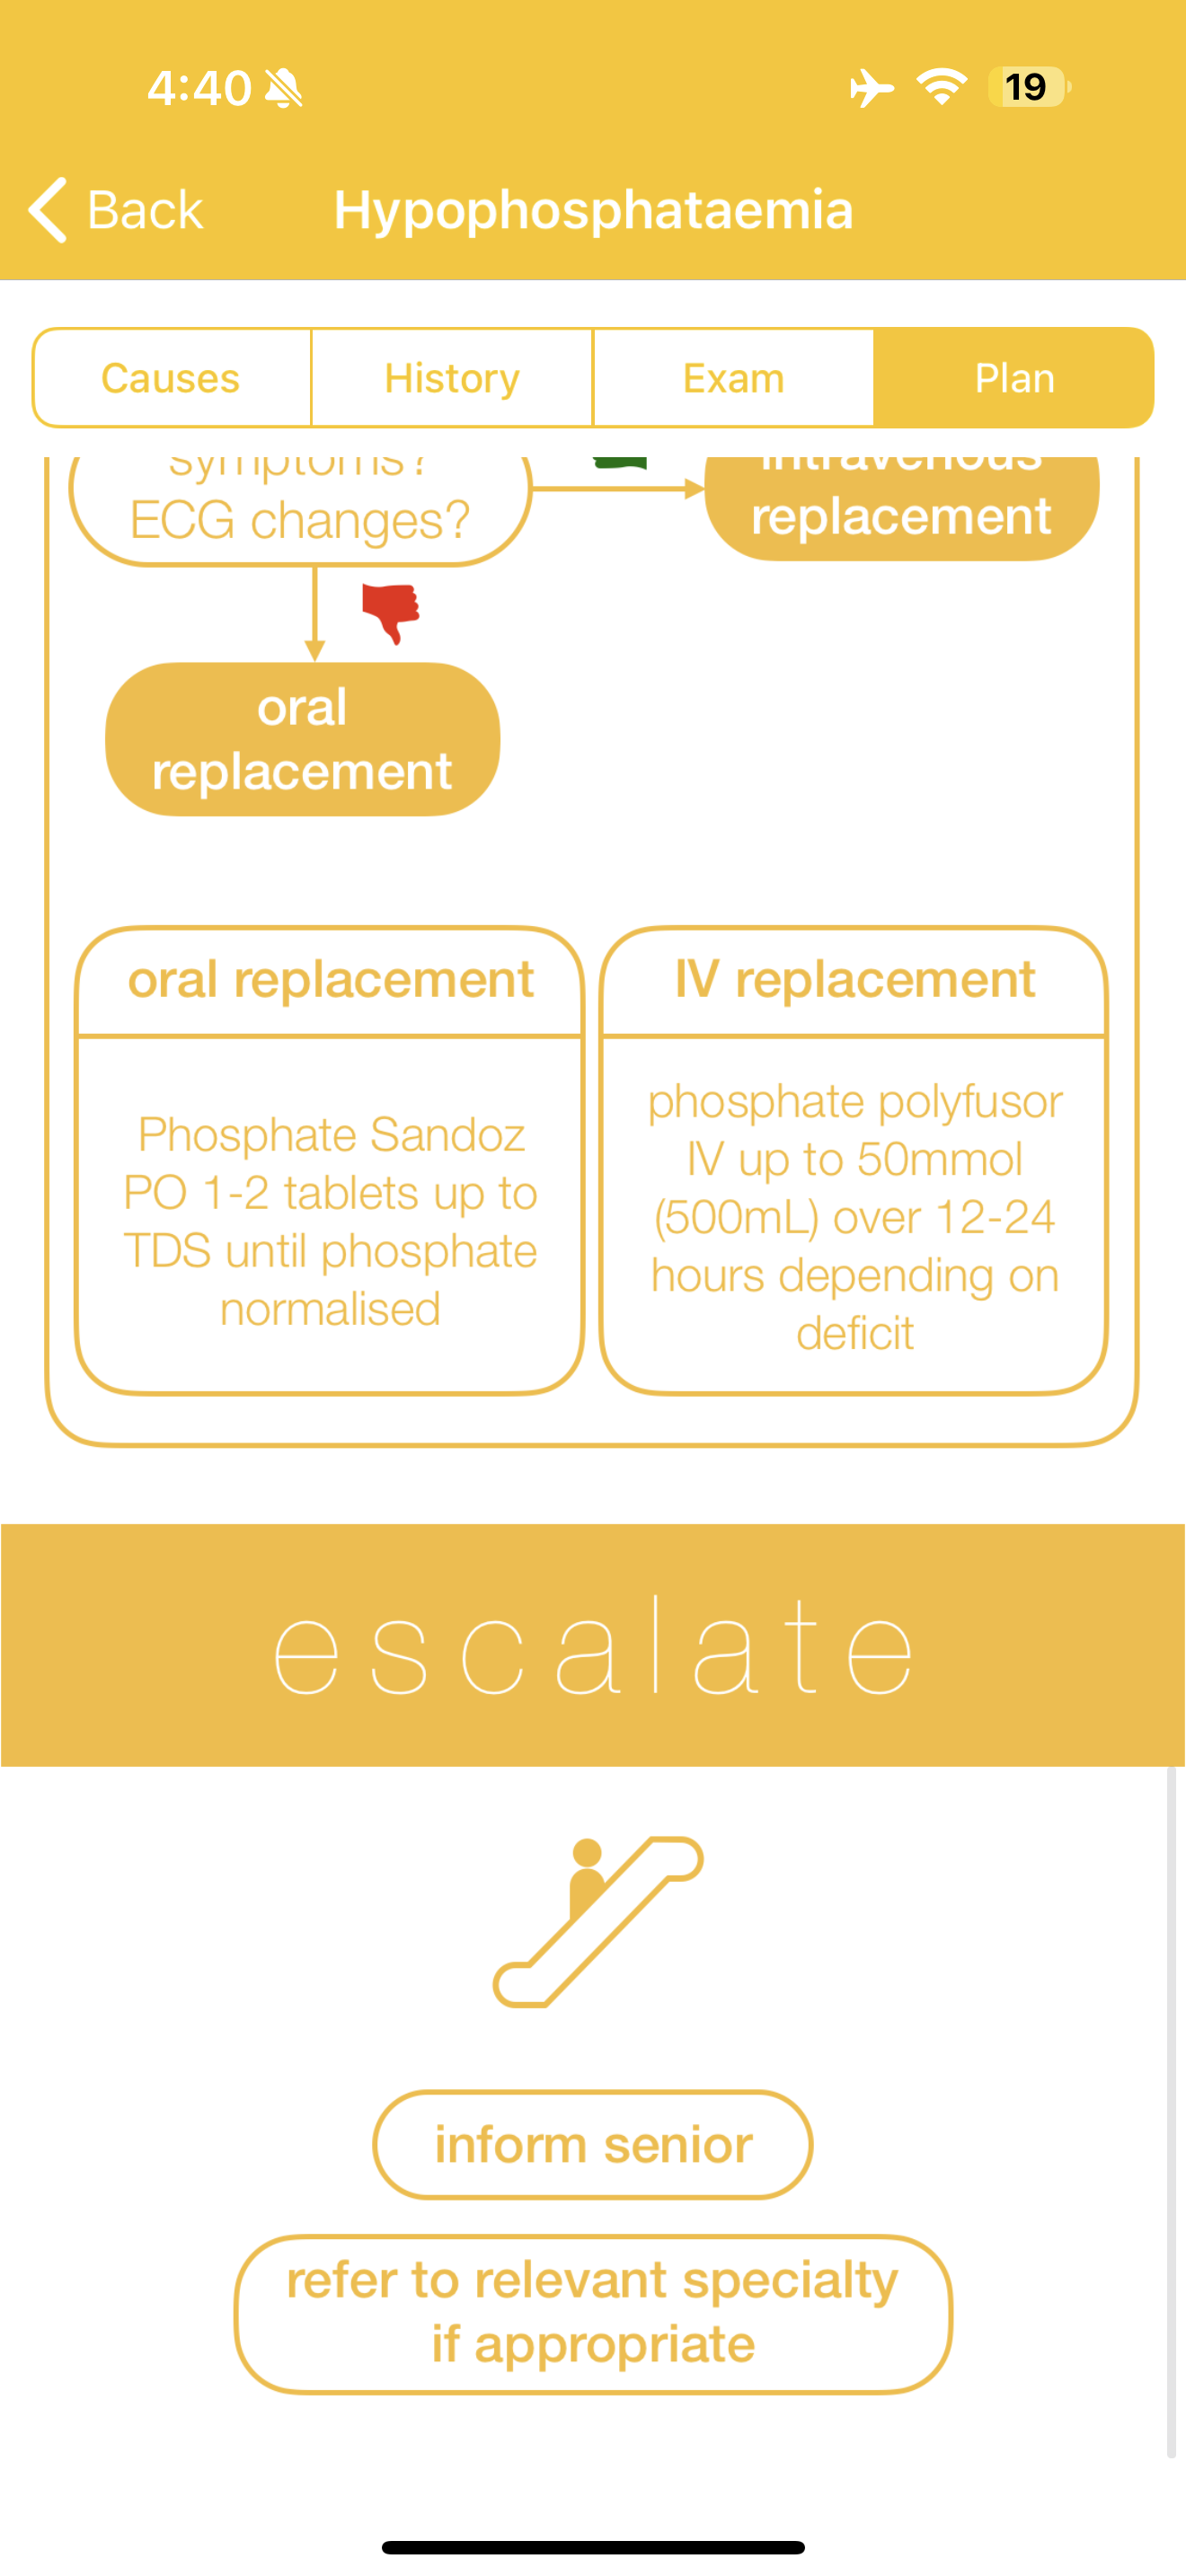 4:40
19
Back
Hypophosphataemia
Causes
History
Exam
Plan
symptoms?
ECG changes?
intravenous
replacement
oral
replacement
oral replacement
Phosphate Sandoz
PO 1-2 tablets up to
TDS until phosphate
normalised
IV replacement
phosphate polyfusor
IV up to 50mmol
(500mL) over 12-24
hours depending on
deficit
escalate
inform senior
refer to relevant specialty
if appropriate